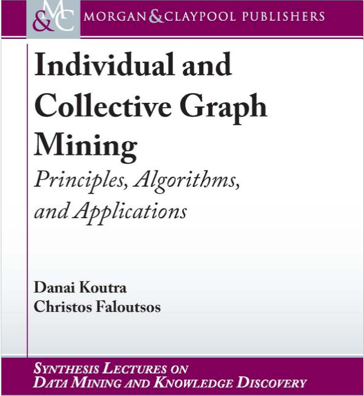 M&C MORGAN&CLAYPOOL PUBLISHERS
Individual and
Collective Graph
Mining
Principles, Algorithms,
and Applications
Danai Koutra
Christos Faloutsos
SYNTHESIS LECTURES ON
DATA MINING AND KNOWLEDGE DISCOVERY